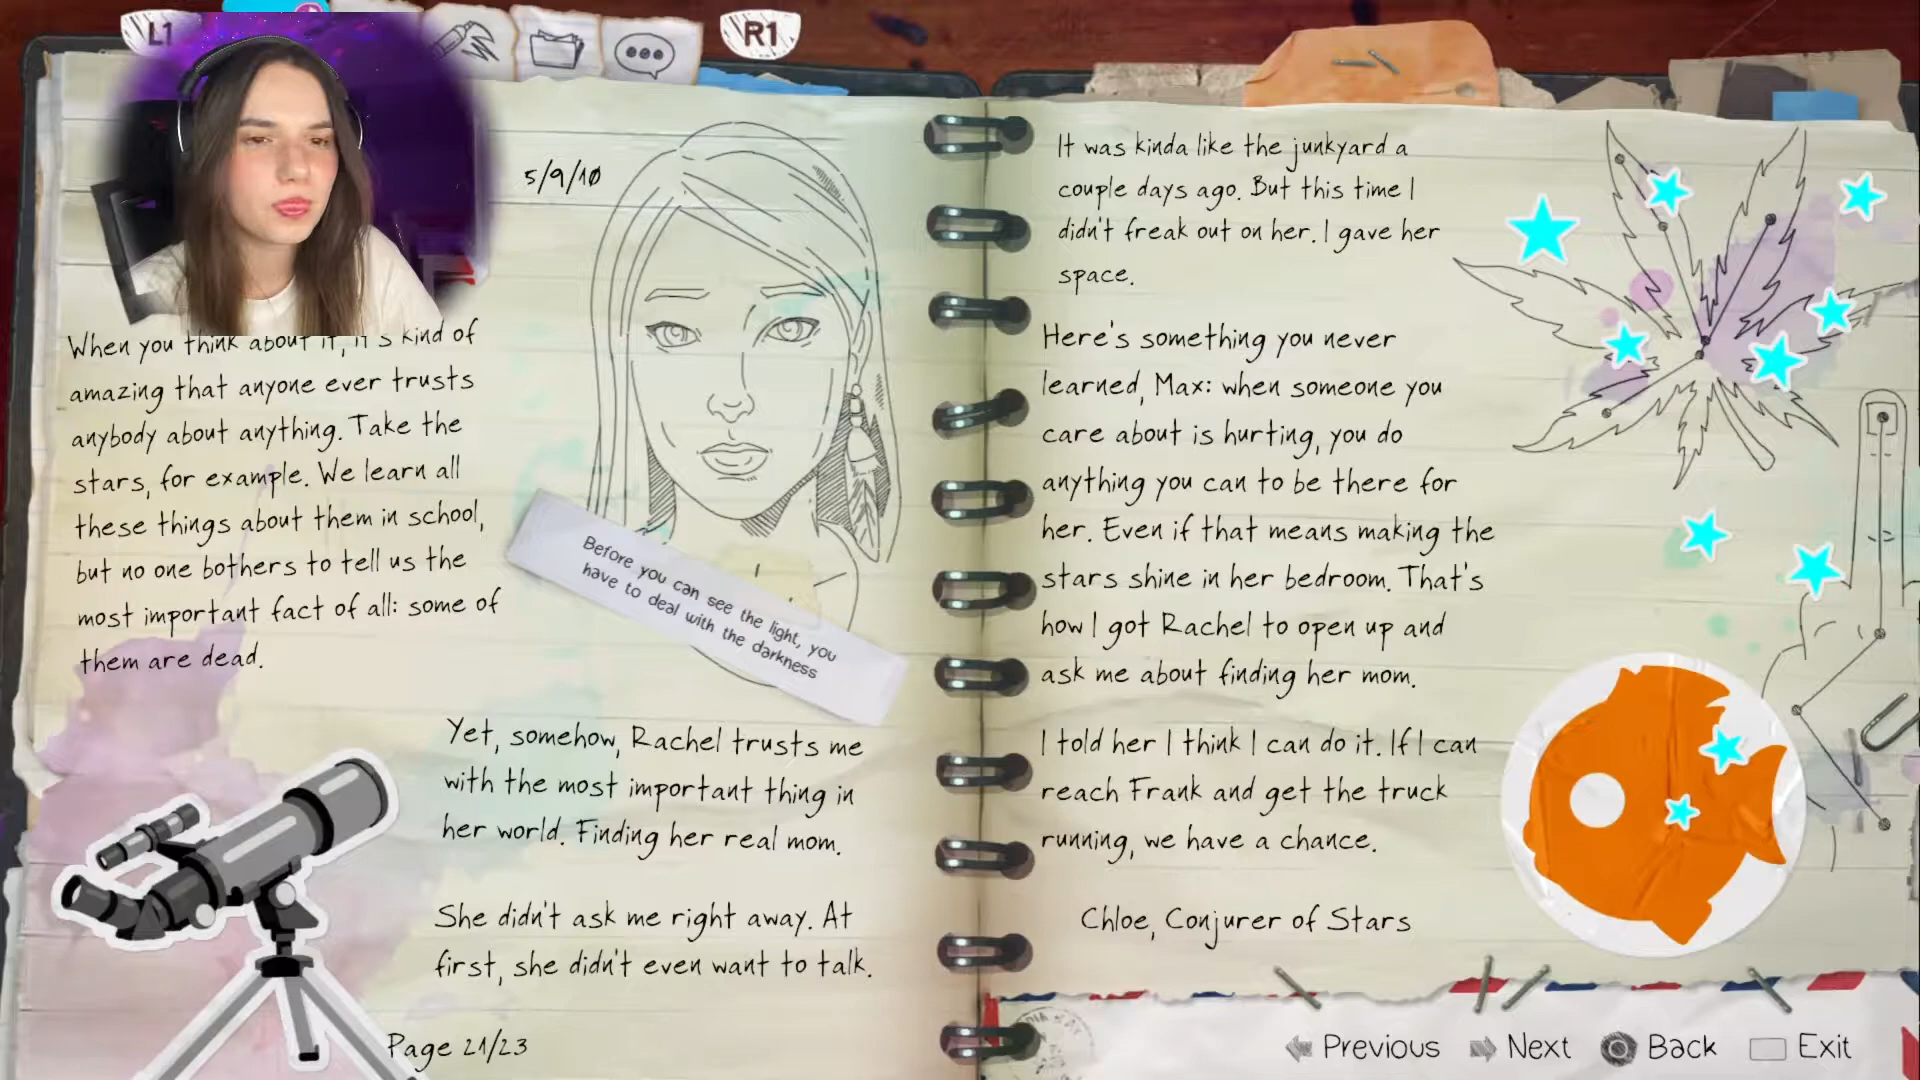 L1
R1
5/9/10
When you think about it, it's kind of
amazing that anyone ever trusts
anybody about anything. Take the
stars, for example. We learn all
these things about them in school,
but no one bothers to tell us the
most important fact of all: some of
them are dead.
Before you can see the light, you
have to deal with the darkness
Yet, somehow, Rachel trusts me
with the most important thing in
her world. Finding her real mom.
She didn't ask me right away. At
first, she didn't even want to talk.
Page 21/23
It was kinda like the junkyard a
couple days ago. But this time I
didn't freak out on her. I gave her
space.
Here's something you never
learned, Max: when someone you
care about is hurting, you do
anything you can to be there for
her. Even if that means making the
stars shine in her bedroom. That's
how I got Rachel to open up and
ask me about finding her mom.
I told her I think I can do it. If I can
reach Frank and get the truck
running, we have a chance.
Chloe, Conjurer of Stars
Previous Next Back Exit